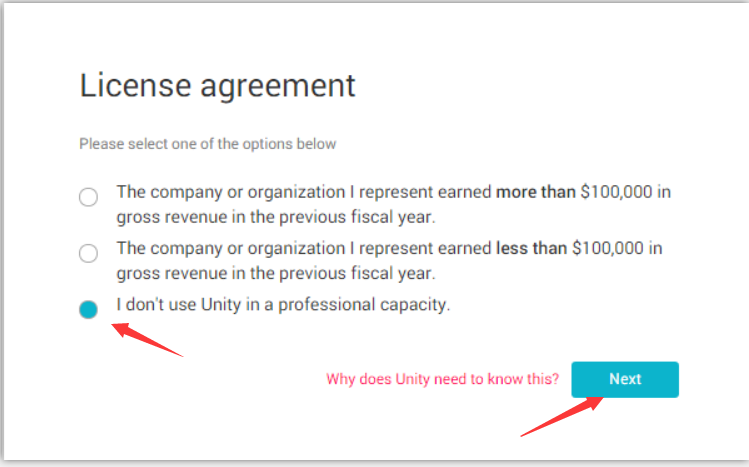 License agreement
Please select one of the options below
The company or organization I represent earned more than $100,000 in
gross revenue in the previous fiscal year.
The company or organization I represent earned less than $100,000 in
gross revenue in the previous fiscal year.
I don't use Unity in a professional capacity.
Why does Unity need to know this?
Next